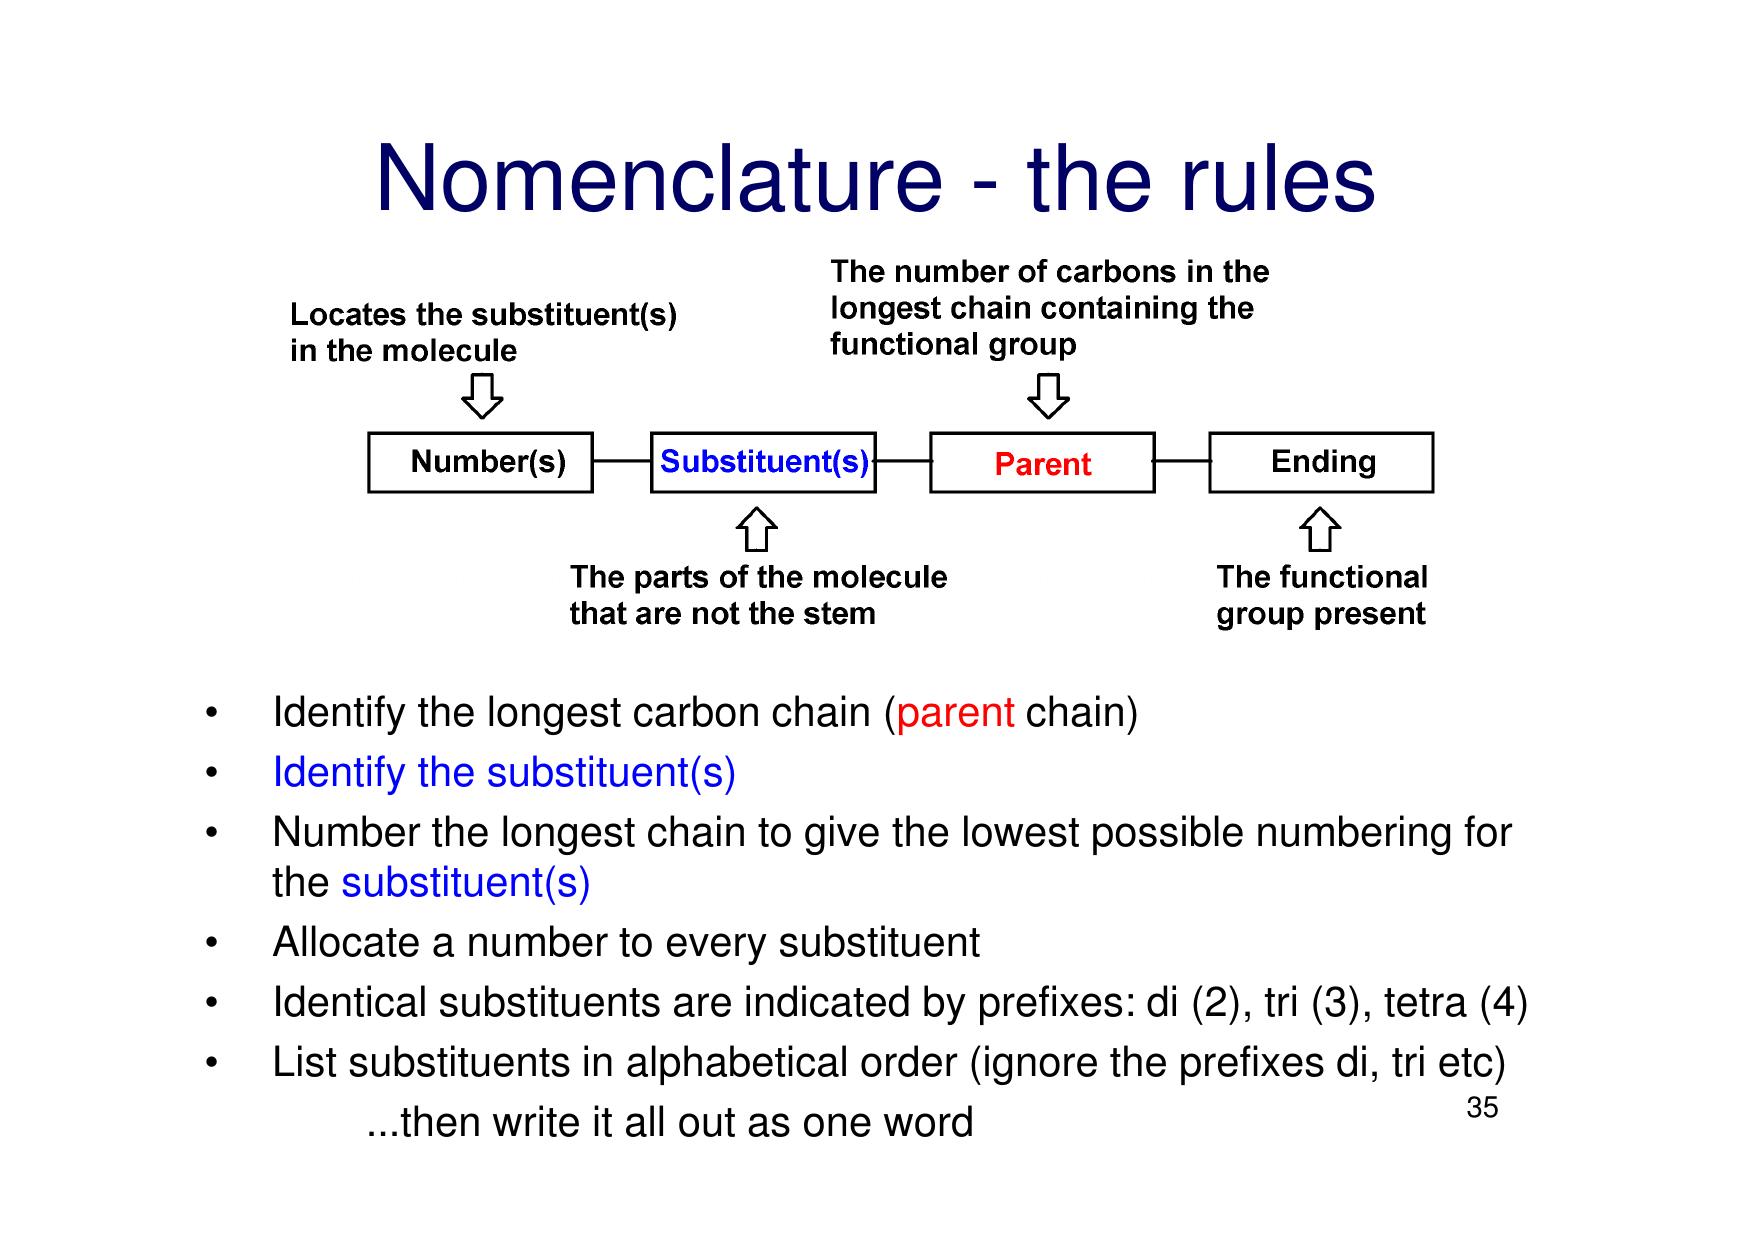 Nomenclature - the rules
The number of carbons in the
longest chain containing the
functional group
Locates the substituent(s)
in the molecule
Number(s) Substituent(s) Parent Ending
The parts of the molecule
that are not the stem
The functional
group present
• Identify the longest carbon chain (parent chain)
• Identify the substituent(s)
• Number the longest chain to give the lowest possible numbering for
the substituent(s)
• Allocate a number to every substituent
• Identical substituents are indicated by prefixes: di (2), tri (3), tetra (4)
• List substituents in alphabetical order (ignore the prefixes di, tri etc)
...then write it all out as one word
35